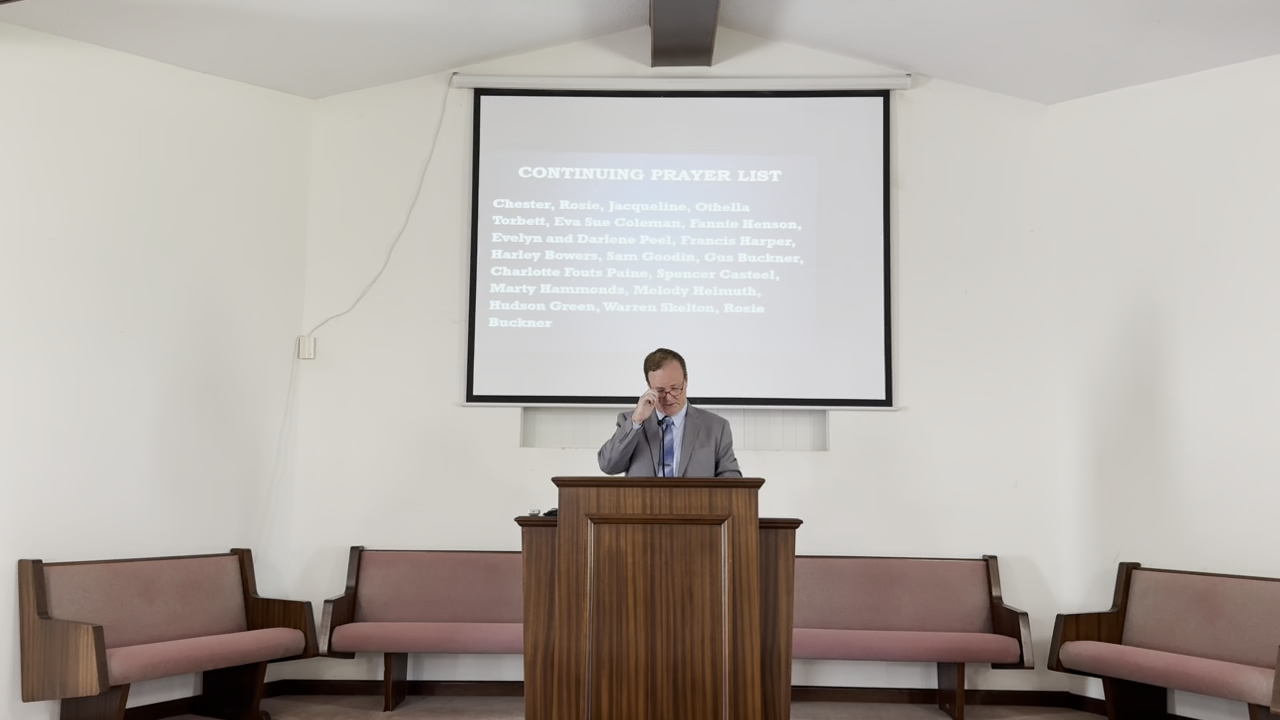 CONTINUING PRAYER LIST
Chester, Rosie, Jacqueline, Othella
Torbett, Eva Sue Coleman, Fannie Henson,
Evelyn and Darlene Peel, Francis Harper,
Harley Bowers, Sam Goodin, Gus Buckner,
Charlotte Fouts Paine, Spencer Casteel,
Marty Hammonds, Melody Helmuth,
Hudson Green, Warren Skelton, Rosie
Buckner